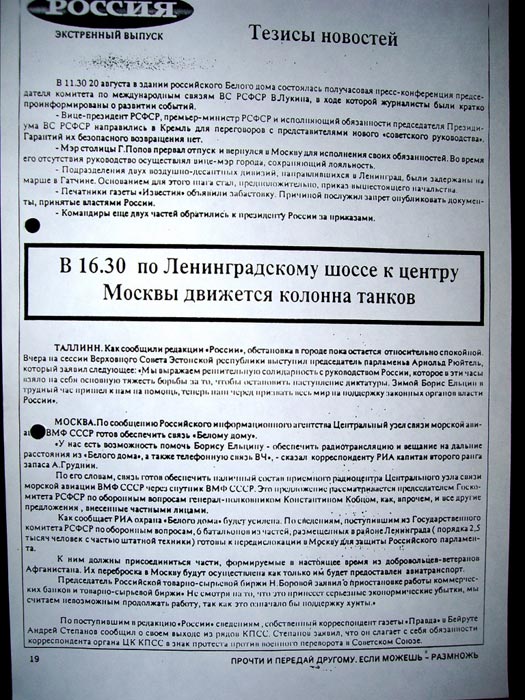 РОССИЯ
ЭКСТРЕННЫЙ ВЫПУСК
Тезисы новостей
В 11.30 20 августа в здании российского Белого дома состоялась получасовая пресс-конференция предсе-
дателя комитета по международным связям ВС РСФСР В.Лукина, в ходе которой журналисты были кратко
проинформированы о развитии событий.
- Вице-президент РСФСР, премьер-министр РСФСР и исполняющий обязанности председателя Президи-
ума ВС РСФСР направились в Кремль для переговоров с представителями нового «советского руководства».
Гарантий их безопасного возвращения нет.
- Мэр столицы Г.Попов прервал отпуск и вернулся в Москву для исполнения своих обязанностей. Во время
его отсутствия руководство осуществлял вице-мэр города, сохраняющий лояльность.
- Подразделения двух воздушно-десантных дивизий, направлявшихся в Ленинград, были задержаны на
марше в Гатчине. Основанием для этого шага стал, предположительно, приказ вышестоящего начальства.
- Печатники газеты «Известия» объявили забастовку. Причиной послужил запрет опубликовать докумен-
ты, принятые властями России.
- Командиры еще двух частей обратились к президенту России за приказами.
В 16.30 по Ленинградскому шоссе к центру
Москвы движется колонна танков
ТАЛЛИНН. Как сообщили редакции «России», обстановка в городе пока остается относительно спокойной.
Вчера на сессии Верховного Совета Эстонской республики выступил председатель парламента Арнольд Рюйтель,
который заявил следующее: «Мы выражаем решительную солидарность с руководством России, которое в эти часы
взяло на себя основную тяжесть борьбы за то, чтобы остановить наступление диктатуры. Зимой Борис Ельцин в
трудный час пришел к нам на помощь, теперь наш черед призвать весь мир на поддержку законных органов власти
России».
МОСКВА. По сообщению Российского информационного агентства Центральный узел связи морской авиа-
ВМФ СССР готов обеспечить связь «Белому дому».
«У нас есть возможность помочь Борису Ельцину - обеспечить радиотрансляцию и вещание на дальние
расстояния из «Белого дома», а также телефонную связь ВЧ», - сказал корреспонденту РИА капитан второго ранга
запаса А.Груднин.
По его словам, связь готов обеспечить наличный состав приемного радиоцентра Центрального узла связи
морской авиации ВМФ СССР через спутник ВМФ СССР. Это предложение рассматривается председателем Госко-
митета РСФСР по оборонным вопросам генерал-полковником Константином Кобцом, как, впрочем, и все другие
предложения, внесенные частными лицами.
Как сообщает РИА охрана «Белого дома» будет усилена. По сведениям, поступившим из Государственного
комитета РСФСР по оборонным вопросам, 6 батальонов из частей, размещенных в районе Ленинграда ( порядка 2,5
тысяч человек с частью штатной техники) готовы к передислокации в Москву для защиты Российского парламен-
та.
К ним должны присоединиться части, формируемые в настоящее время из добровольцев-ветеранов
Афганистана. Их переброска в Москву будут осуществлена как только им будет предоставлен авиатранспорт.
Председатель Российской товарно-сырьевой биржи Н. Боровой заявил о приостановке работы коммерчес-
ких банков и товарно-сырьевой биржи» Не смотря на то, что это принесет серьезные экономические убытки, мы
считаем невозможным продолжать работу, так как это означало бы поддержку хунты.»
По поступившим в редакцию «России» сведениям, собственный корреспондент газеты «Правда» в Бейруте
Андрей Степанов сообщил о своем выходе из рядов КПСС. Степанов заявил, что он слагает с себя обязанности
корреспондента органа ЦК КПСС в знак протеста против военного переворота в Советском Союзе.
19
ПРОЧТИ И ПЕРЕДАЙ ДРУГОМУ. ЕСЛИ МОЖЕШЬ - РАЗМНОЖЬ